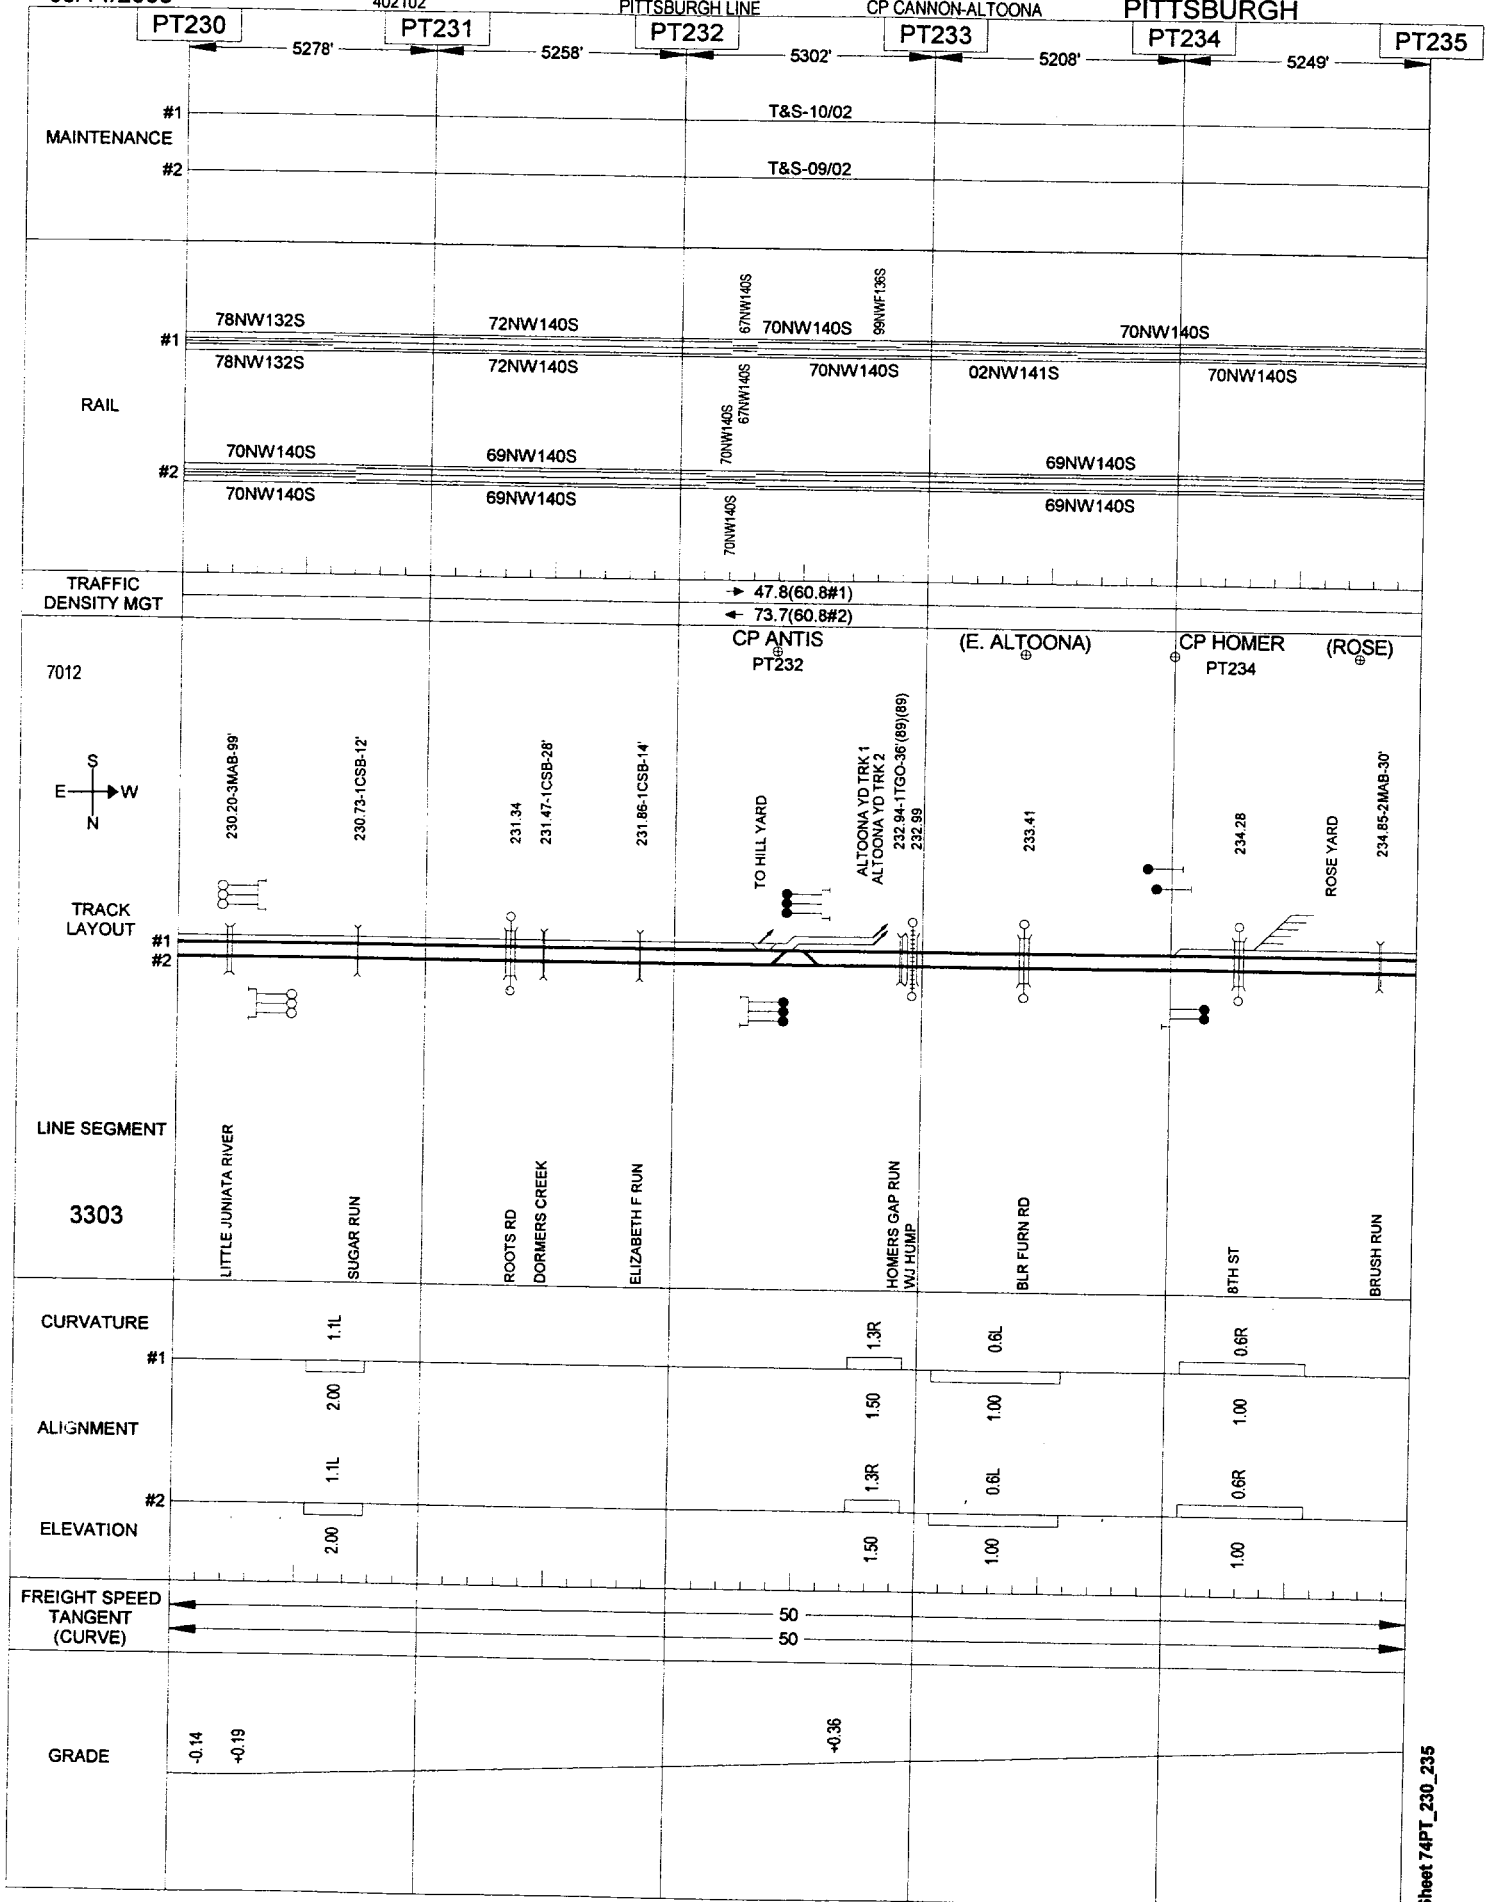 402102
PITTSBURGH LINE
CP CANNON-ALTOONA
PITTSBURGH
PT230
PT231
PT232
PT233
PT234
PT235
5278'
5258'
5302'
5208'
5249'
MAINTENANCE
#1
T&S-10/02
#2
T&S-09/02
RAIL
#1
78NW132S
72NW140S
67NW140S
70NW140S
99NWF136S
70NW140S
78NW132S
72NW140S
67NW140S
70NW140S
02NW141S
70NW140S
#2
70NW140S
69NW140S
70NW140S
69NW140S
70NW140S
69NW140S
70NW140S
69NW140S
TRAFFIC
DENSITY MGT
47.8(60.8#1)
73.7(60.8#2)
7012
CP ANTIS
PT232
(E. ALTOONA)
CP HOMER
PT234
(ROSE)
S
E
W
N
230.20-3MAB-99'
230.73-1CSB-12'
231.34
231.47-1CSB-28'
231.86-1CSB-14'
TO HILL YARD
ALTOONA YD TRK 1
ALTOONA YD TRK 2
232.94-1TGO-36'(89)(89)
232.99
233.41
234.28
ROSE YARD
234.85-2MAB-30'
TRACK
LAYOUT
#1
#2
LINE SEGMENT
3303
LITTLE JUNIATA RIVER
SUGAR RUN
ROOTS RD
DORMERS CREEK
ELIZABETH F RUN
HOMERS GAP RUN
WJ HUMP
BLR FURN RD
8TH ST
BRUSH RUN
CURVATURE
#1
1.1L
1.3R
0.6L
0.6R
2.00
1.50
1.00
1.00
ALIGNMENT
#2
1.1L
1.3R
0.6L
0.6R
ELEVATION
2.00
1.50
1.00
1.00
FREIGHT SPEED
TANGENT
(CURVE)
50
50
GRADE
-0.14
+0.19
+0.36
Sheet 74PT_230_235